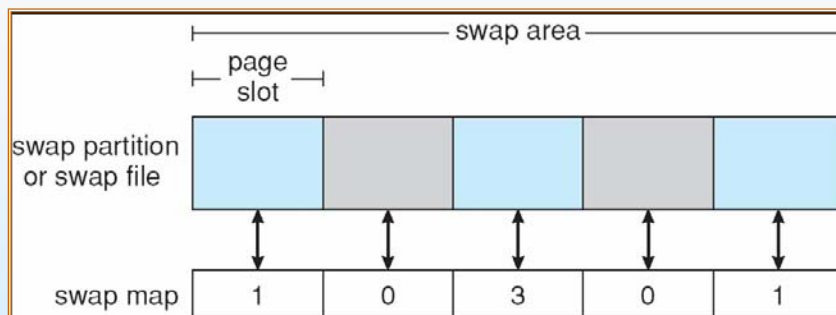 swap area
page
slot
swap partition
or swap file
swap map 1 0 3 0 1